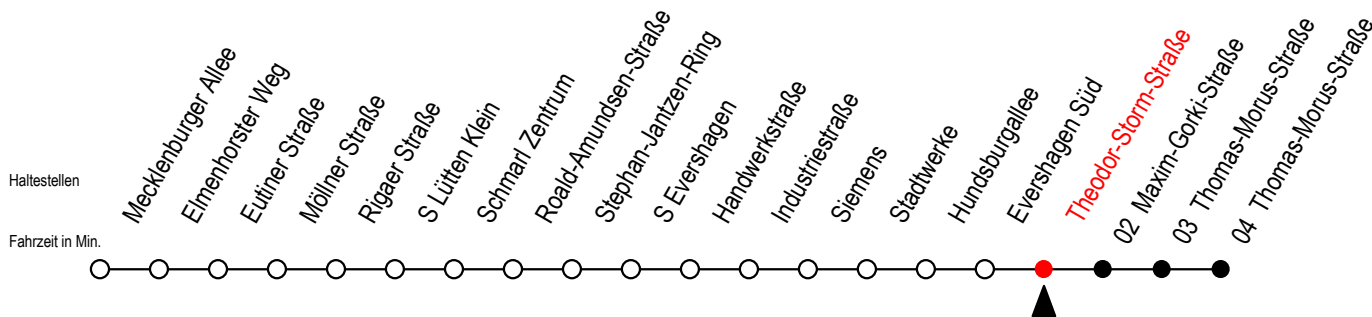 Haltestellen
Fahrzeit in Min.
Mecklenburger Allee
Elmenhorster Weg
Eutiner Straße
Möllner Straße
Rigaer Straße
S Lütten Klein
Schmarl Zentrum
Roald-Amundsen-Straße
Stephan-Jantzen-Ring
S Evershagen
Handwerkstraße
Industriestraße
Siemens
Stadtwerke
Hundsburgallee
Evershagen Süd
Theodor-Storm-Straße
02 Maxim-Gorki-Straße
03 Thomas-Morus-Straße
04 Thomas-Morus-Straße